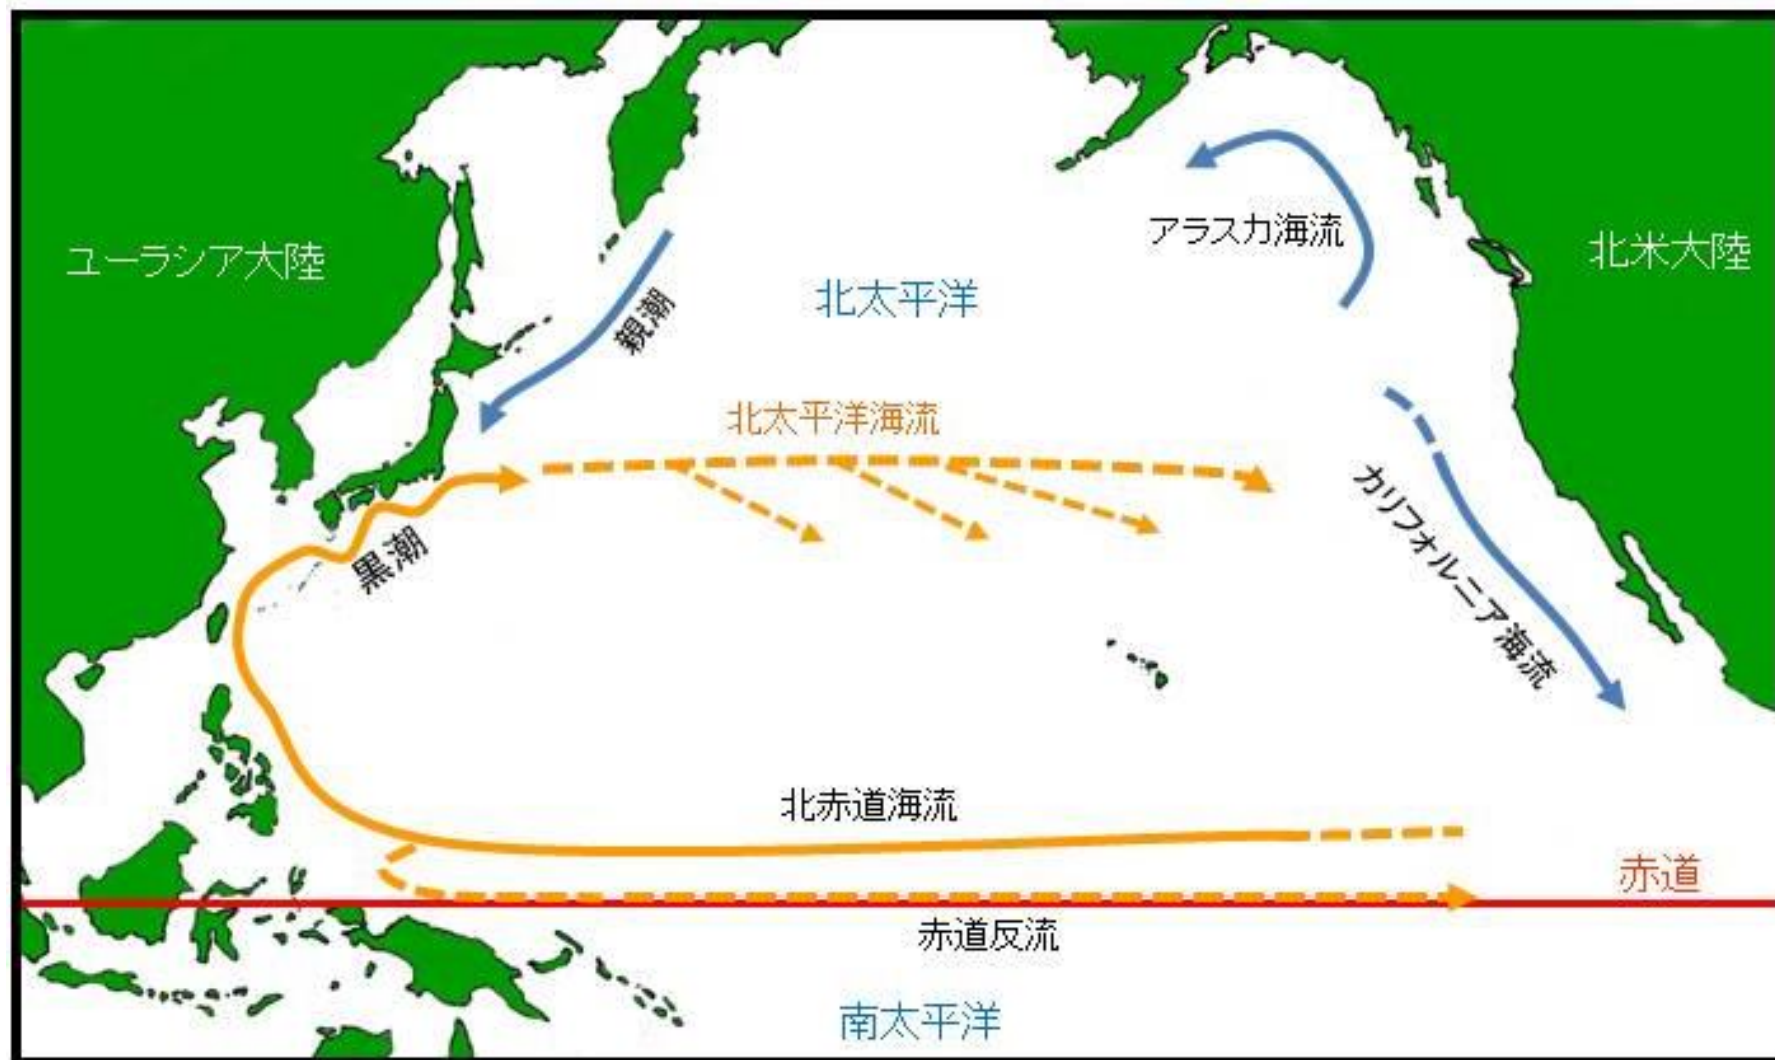 アラスカ海流
ユーラシア大陸
北米大陸
北太平洋
親潮
北太平洋海流
カリフォルニア海流
黒潮
北赤道海流
赤道
赤道反流
南太平洋